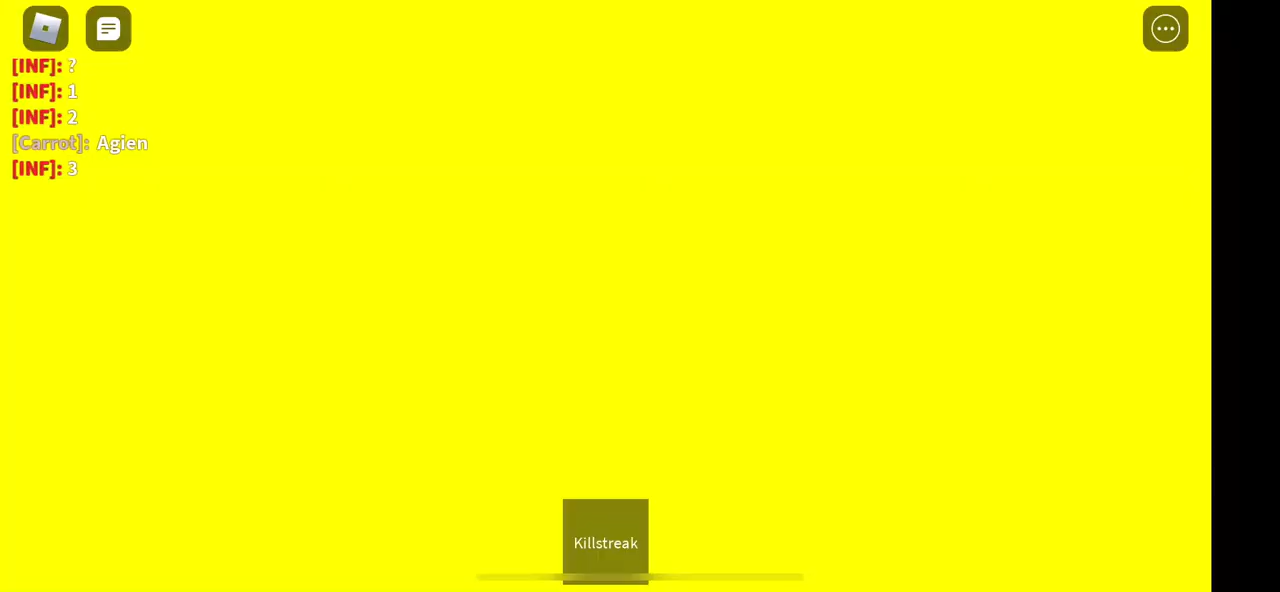 [INF]: ?
[INF]: 1
[INF]: 2
[Carrot]: Agien
[INF]: 3
Killstreak